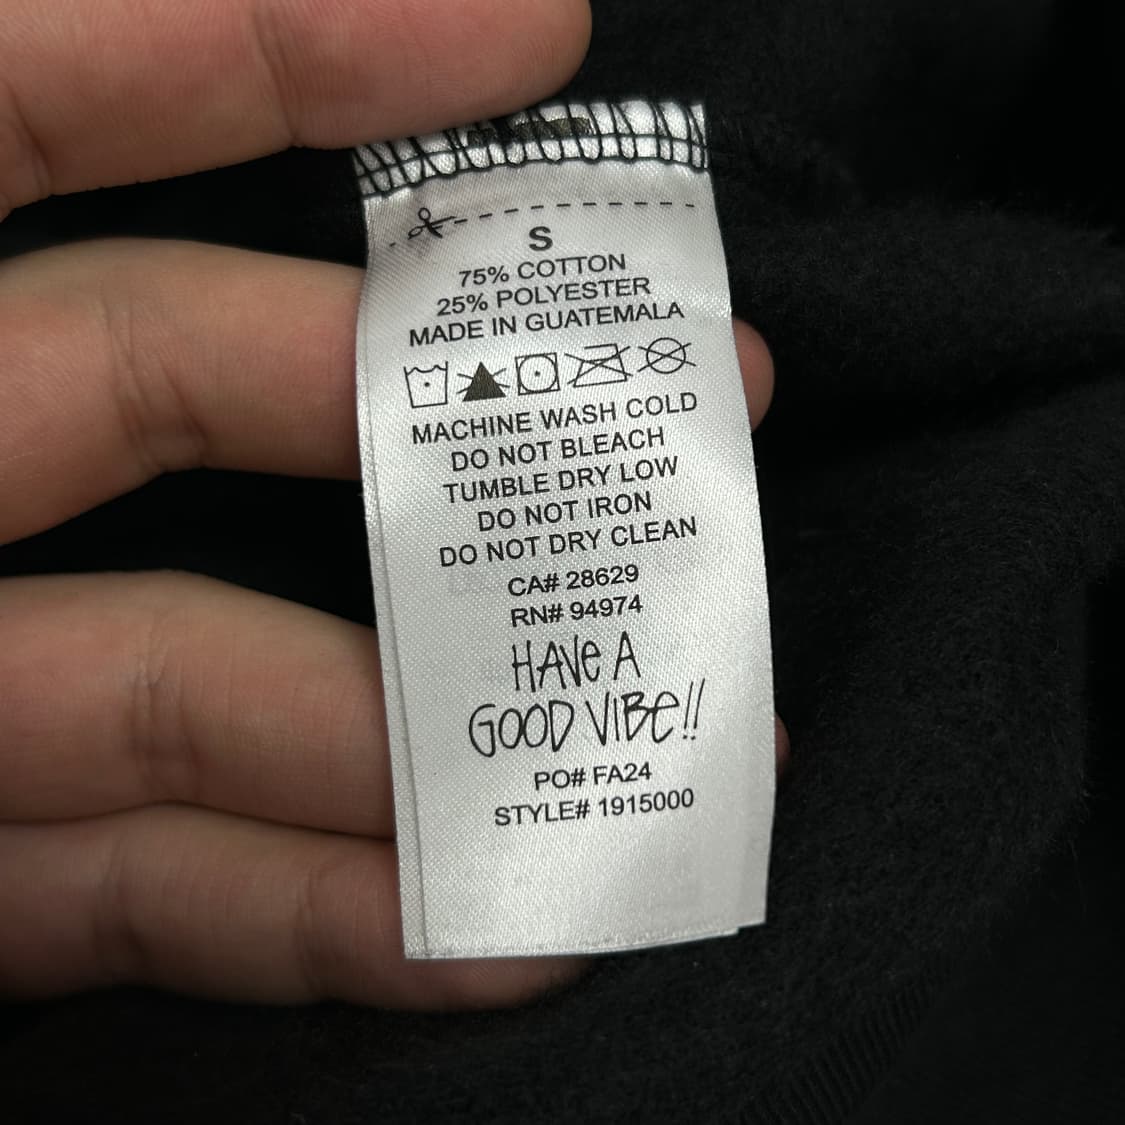 S
75% COTTON
25% POLYESTER
MADE IN GUATEMALA
MACHINE WASH COLD
DO NOT BLEACH
TUMBLE DRY LOW
DO NOT IRON
DO NOT DRY CLEAN
CA# 28629
RN# 94974
HAVE A
GOOD VIBE!!
PO# FA24
STYLE# 1915000